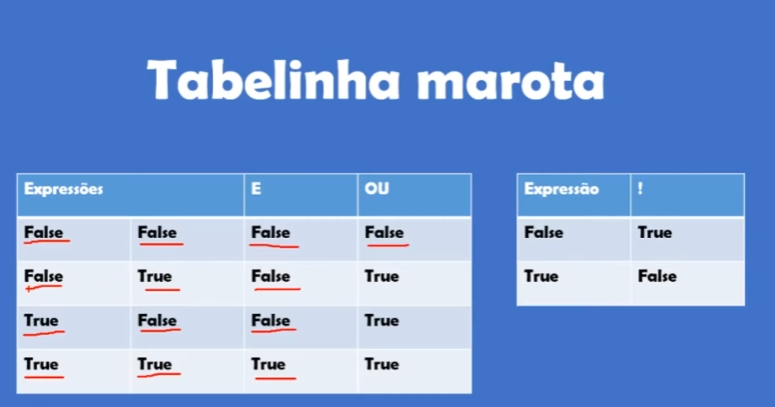 Tabelinha marota
Expressões E OU
False False False False
False True False True
True False False True
True True True True
Expressão !
False True
True False